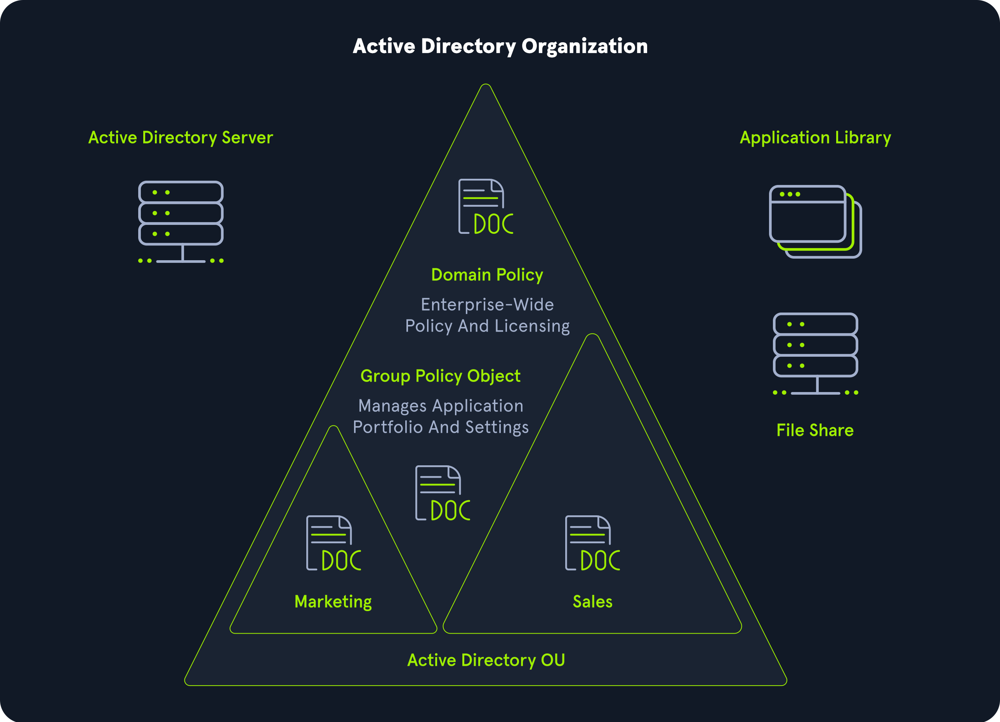 Active Directory Organization
Active Directory Server
Application Library
DOC
Domain Policy
Enterprise-Wide
Policy And Licensing
Group Policy Object
Manages Application
Portfolio And Settings
File Share
DOC
DOC
DOC
Marketing
Sales
Active Directory OU